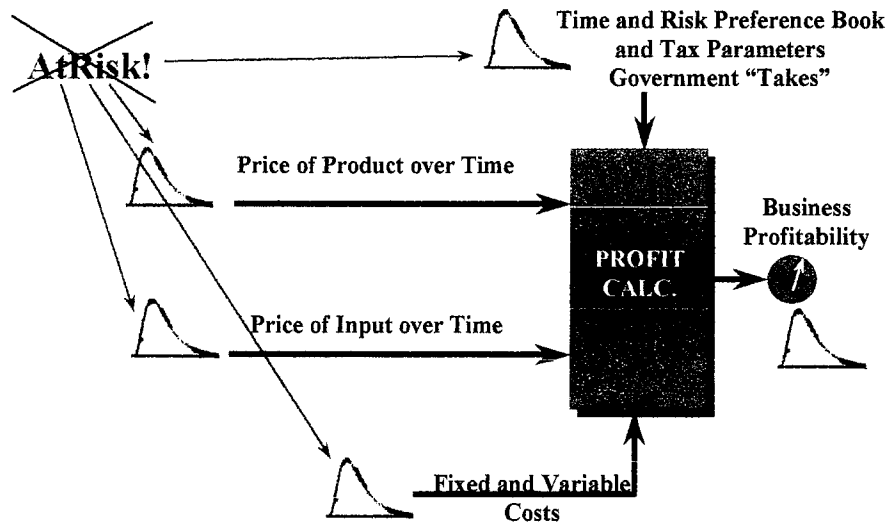 AtRisk!
Time and Risk Preference Book
and Tax Parameters
Government “Takes”
Price of Product over Time
Business
Profitability
PROFIT
CALC.
Price of Input over Time
Fixed and Variable
Costs